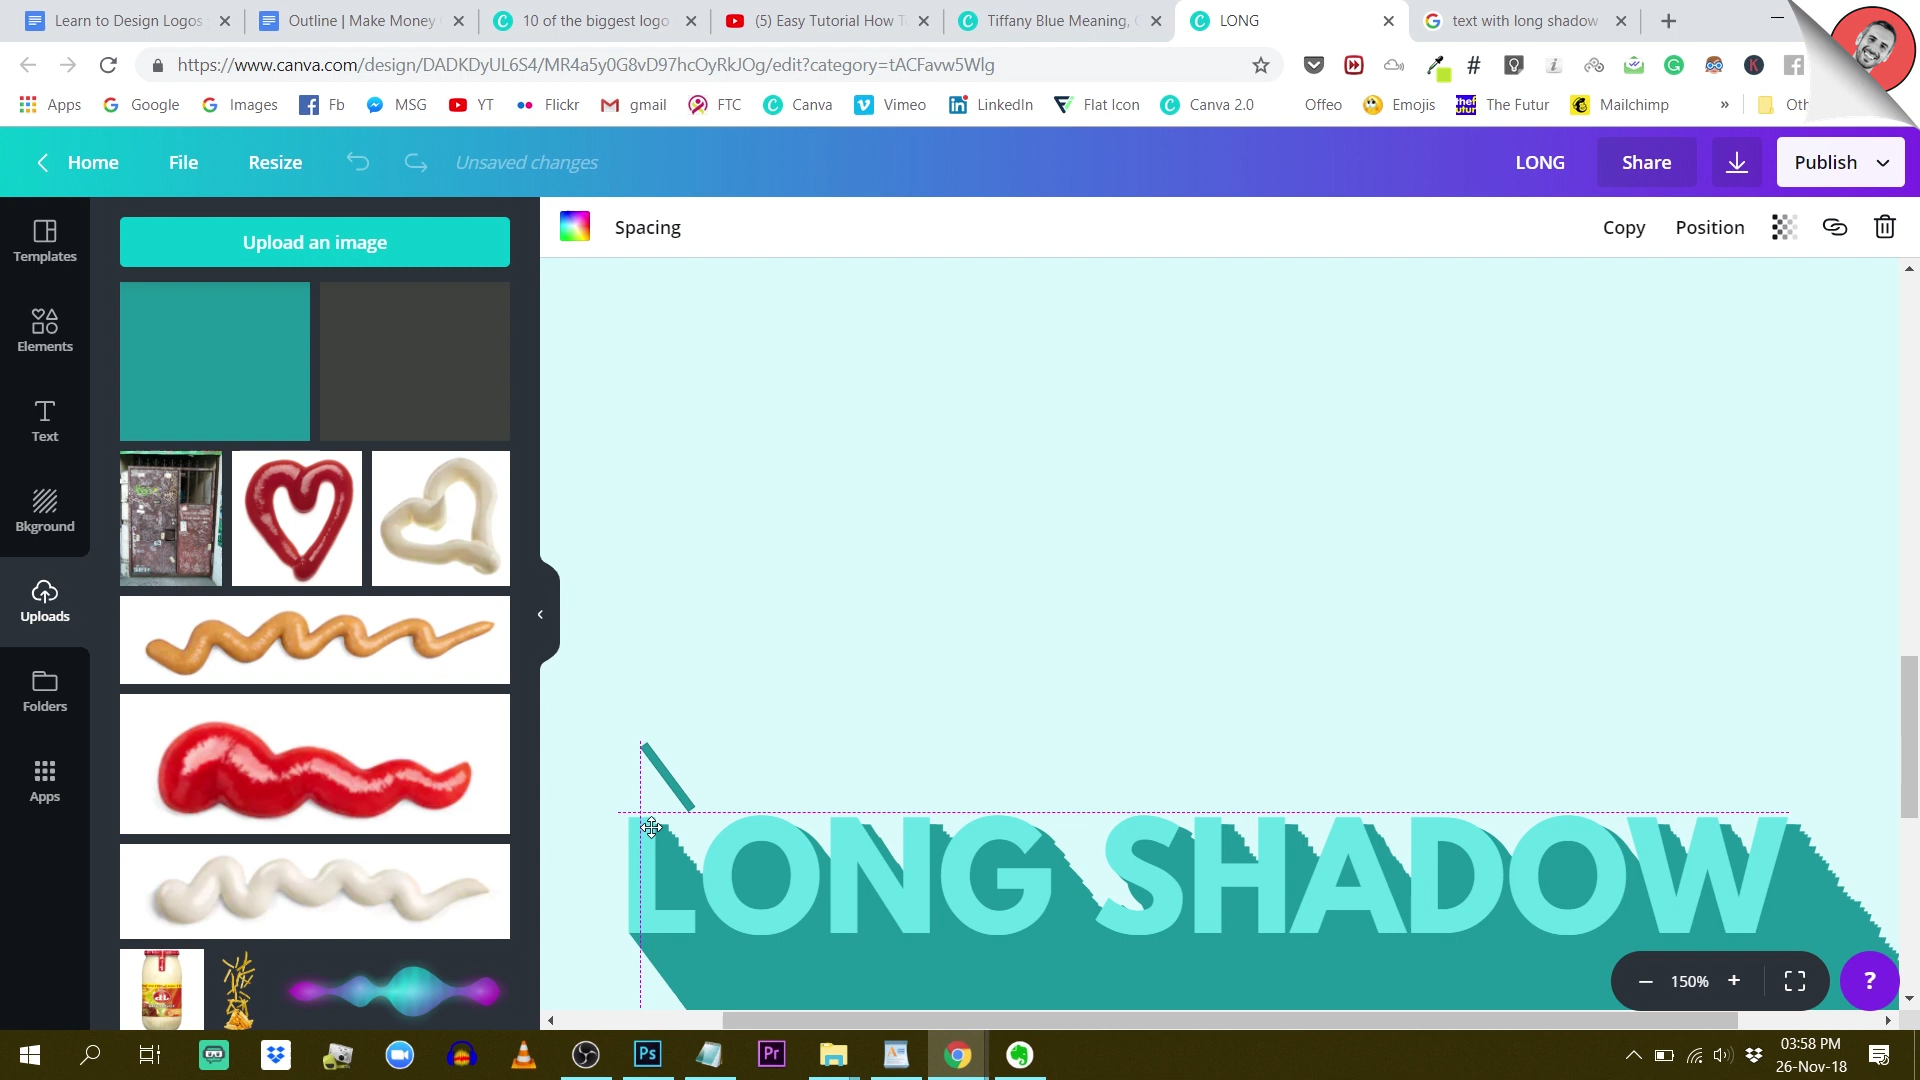 Learn to Design Logos
Outline | Make Money
10 of the biggest logo
(5) Easy Tutorial How T
Tiffany Blue Meaning,
LONG
text with long shadow
https://www.canva.com/design/DADKDyUL6S4/MR4a5y0G8vD97hcOyRkJOg/edit?category=tACFavw5Wlg
Apps Google Images Fb MSG YT Flickr gmail FTC Canva Vimeo LinkedIn Flat Icon Canva 2.0 Offeo Emojis The Futur Mailchimp » Oth
Home File Resize Unsaved changes LONG Share Publish
Upload an image
Spacing
Copy Position
Templates
Elements
Text
Bkground
Uploads
Folders
Apps
LONG SHADOW
150%
?
Ps
Pr
03:58 PM
26-Nov-18